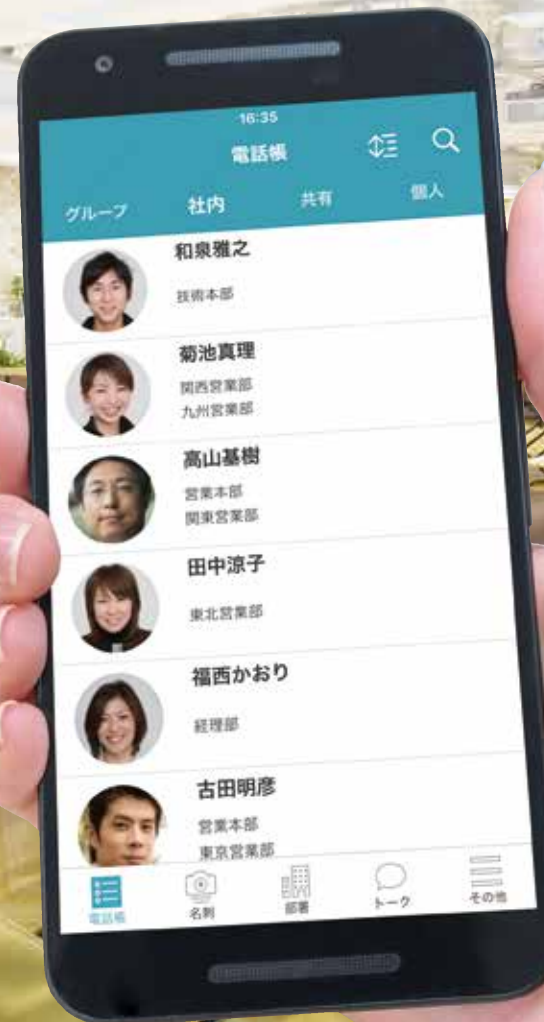 16:35
電話帳
グループ 社内 共有 個人
和泉雅之
技術本部
菊池真理
関西営業部
九州営業部
高山基樹
営業本部
関東営業部
田中涼子
東北営業部
福西かおり
経理部
古田明彦
営業本部
東京営業部
電話帳 名刺 部署 トーク その他